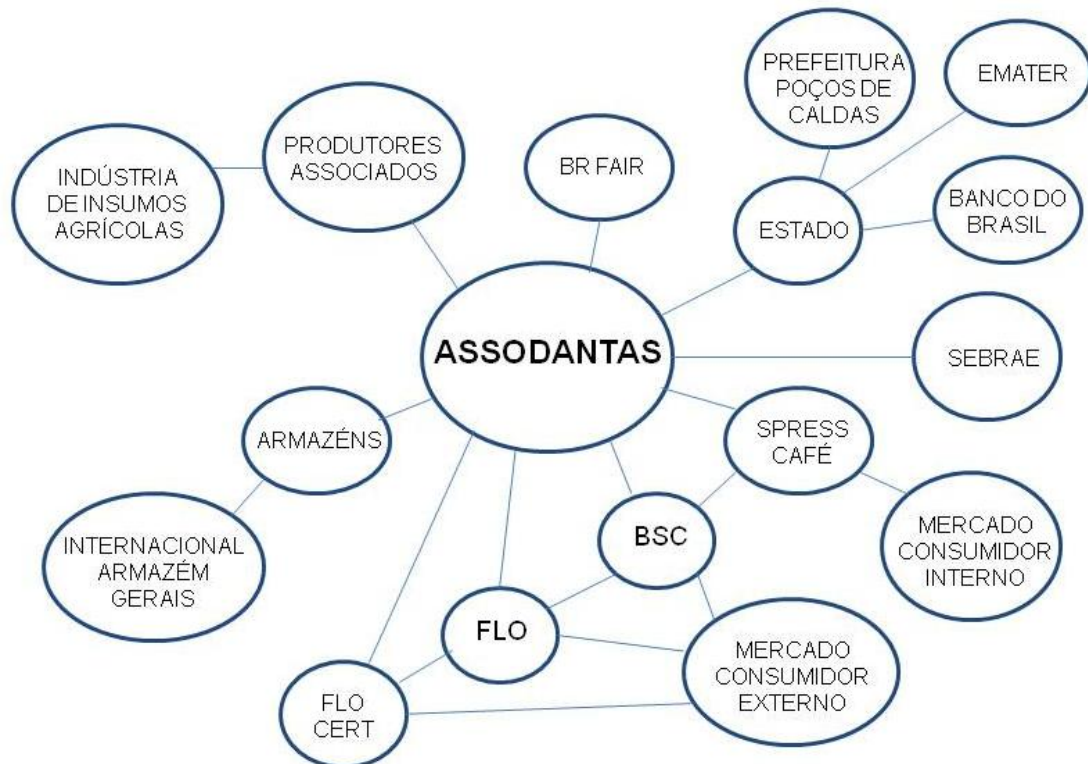 PREFEITURA
POÇOS DE
CALDAS
EMATER
PRODUTORES
ASSOCIADOS
BR FAIR
INDÚSTRIA
DE INSUMOS
AGRÍCOLAS
ESTADO
BANCO DO
BRASIL
ASSODANTAS
SEBRAE
ARMAZÉNS
SPRESS
CAFÉ
BSC
MERCADO
CONSUMIDOR
INTERNO
INTERNACIONAL
ARMAZÉM
GERAIS
FLO
MERCADO
CONSUMIDOR
EXTERNO
FLO
CERT